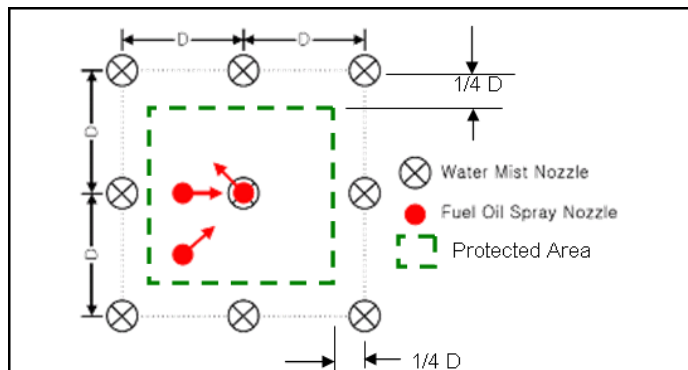 D
D
1/4 D
D
Water Mist Nozzle
Fuel Oil Spray Nozzle
D
Protected Area
1/4 D